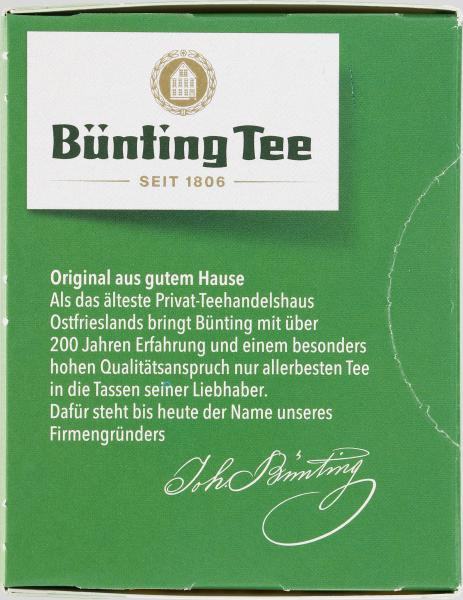 Bünting Tee
SEIT 1806
Original aus gutem Hause
Als das älteste Privat-Teehandelshaus
Ostfrieslands bringt Bünting mit über
200 Jahren Erfahrung und einem besonders
hohen Qualitätsanspruch nur allerbesten Tee
in die Tassen seiner Liebhaber.
Dafür steht bis heute der Name unseres
Firmengründers
Joh. Bünting